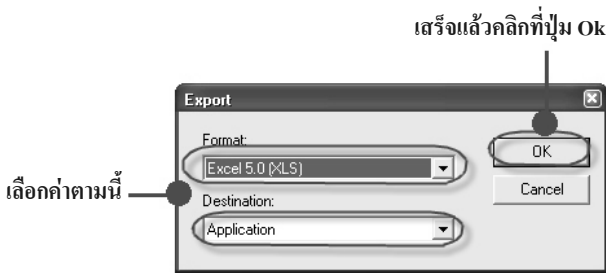 เสร็จแล้วคลิกที่ปุ่ม Ok
Export
Format:
Excel 5.0 (XLS)
OK
Cancel
เลือกค่าตามนี้
Destination:
Application